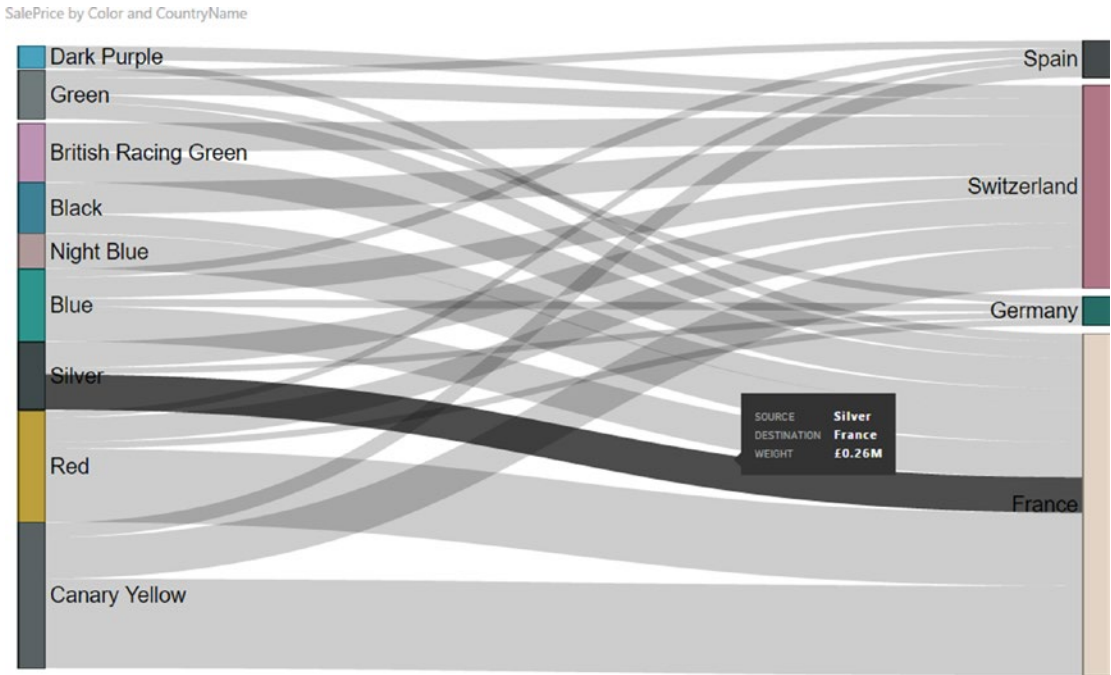 SalePrice by Color and CountryName
Dark Purple
Green
British Racing Green
Black
Night Blue
Blue
Silver
Red
Canary Yellow
Spain
Switzerland
Germany
France
SOURCE Silver
DESTINATION France
WEIGHT £0.26M